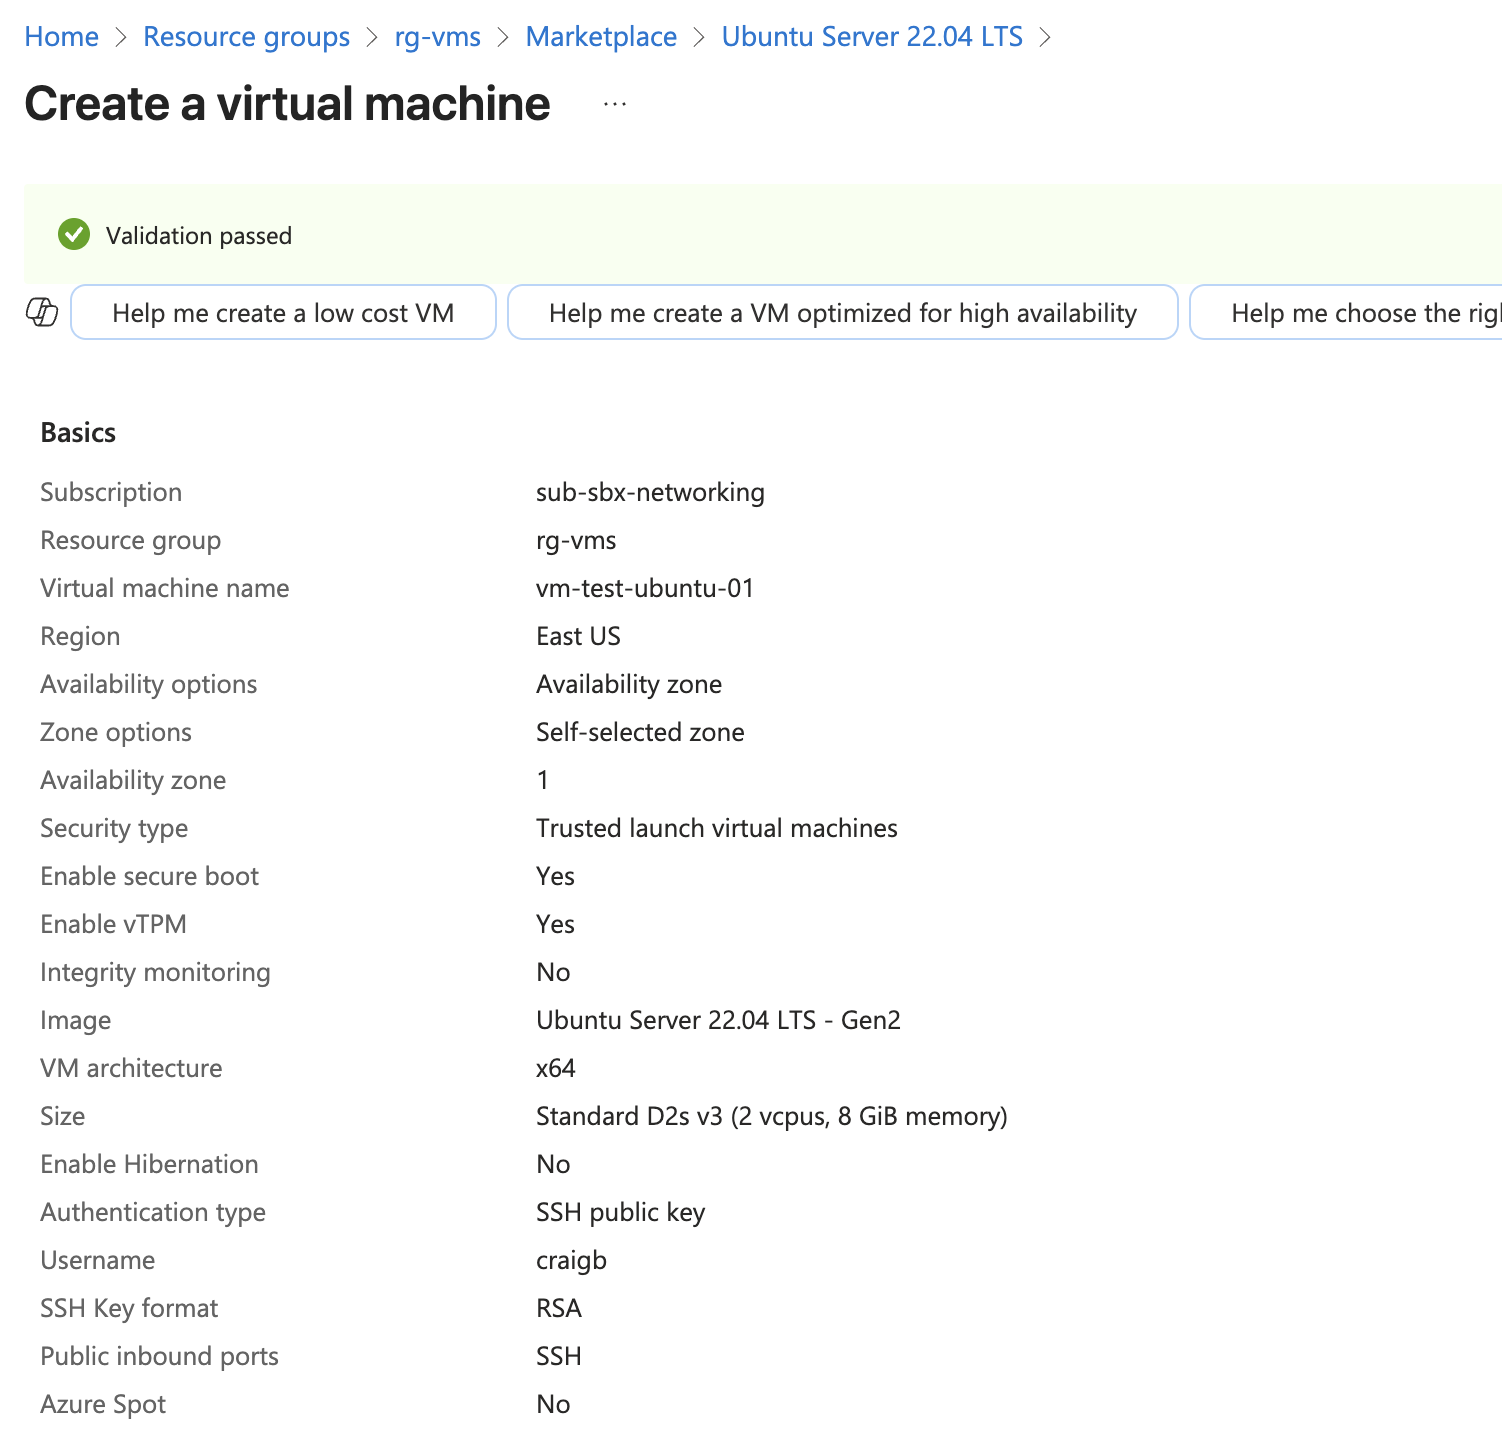 Home > Resource groups > rg-vms > Marketplace > Ubuntu Server 22.04 LTS >
Create a virtual machine ...
Validation passed
Help me create a low cost VM Help me create a VM optimized for high availability Help me choose the
Basics
Subscription sub-sbx-networking
Resource group rg-vms
Virtual machine name vm-test-ubuntu-01
Region East US
Availability options Availability zone
Zone options Self-selected zone
Availability zone 1
Security type Trusted launch virtual machines
Enable secure boot Yes
Enable vTPM Yes
Integrity monitoring No
Image Ubuntu Server 22.04 LTS - Gen2
VM architecture x64
Size Standard D2s v3 (2 vcpus, 8 GiB memory)
Enable Hibernation No
Authentication type SSH public key
Username craigb
SSH Key format RSA
Public inbound ports SSH
Azure Spot No